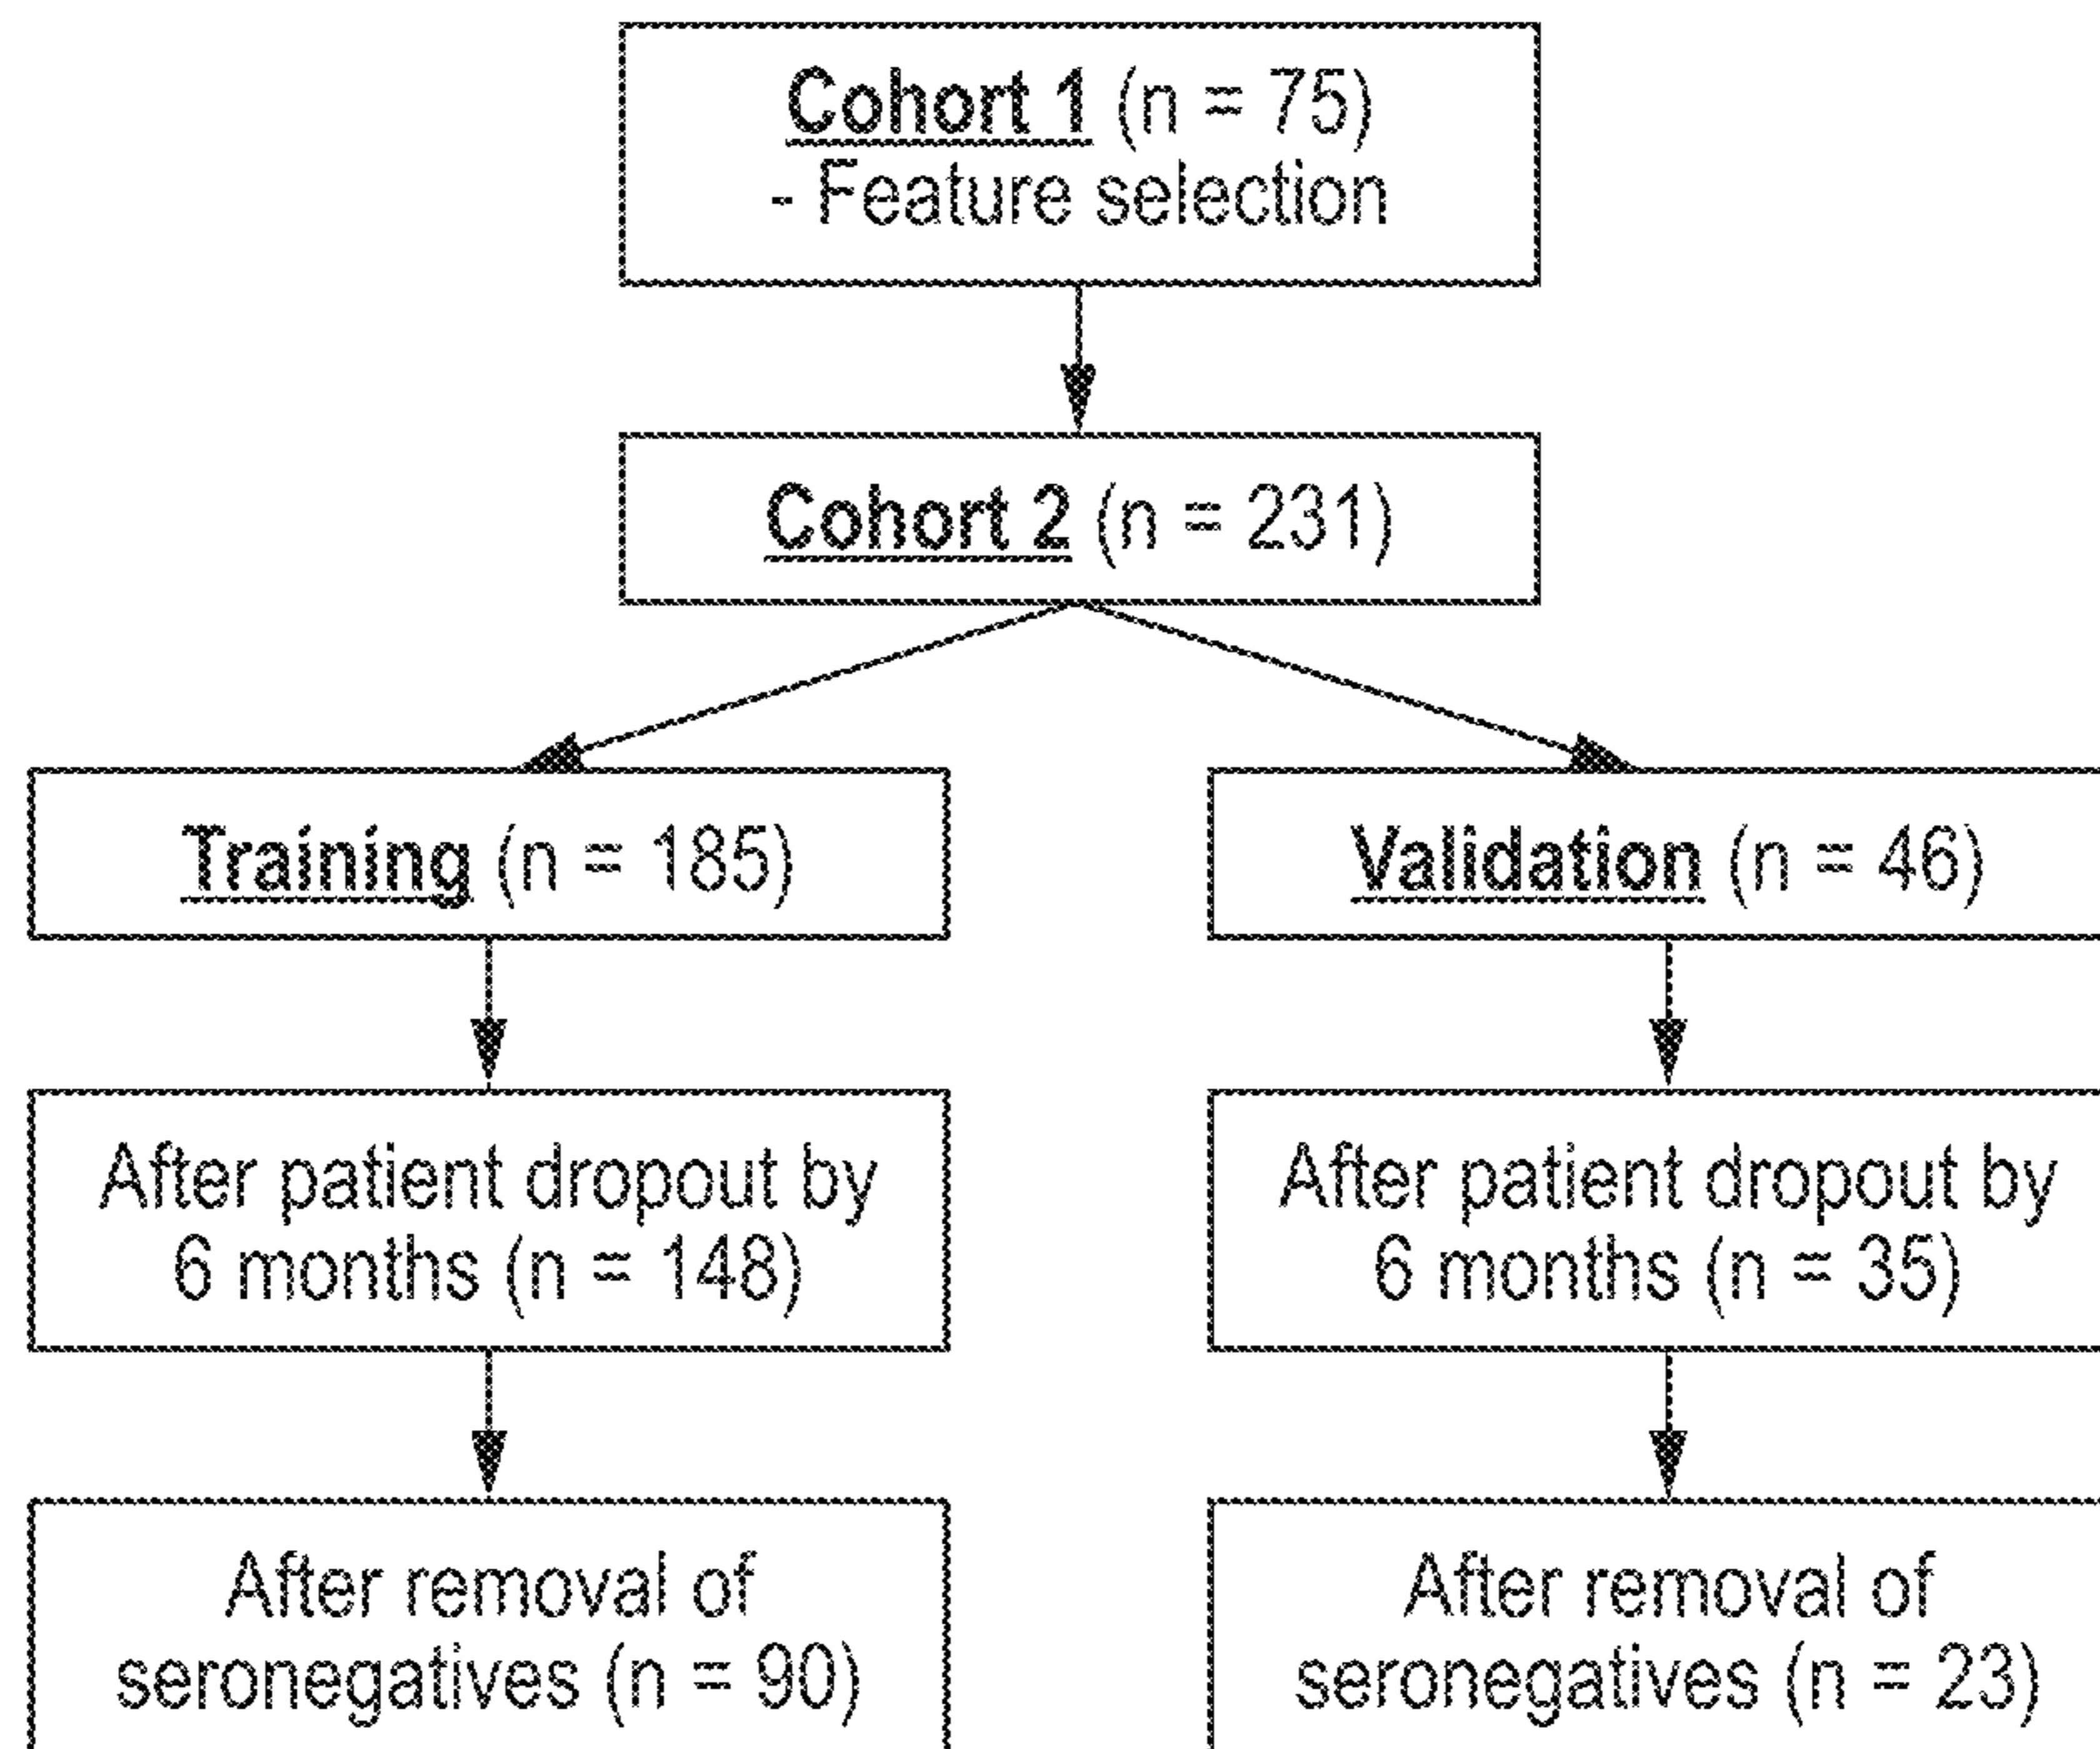 Cohort 1 (n = 75)
- Feature selection
Cohort 2 (n = 231)
Training (n = 185)
Validation (n = 46)
After patient dropout by
6 months (n = 148)
After patient dropout by
6 months (n = 35)
After removal of
seronegatives (n = 90)
After removal of
seronegatives (n = 23)